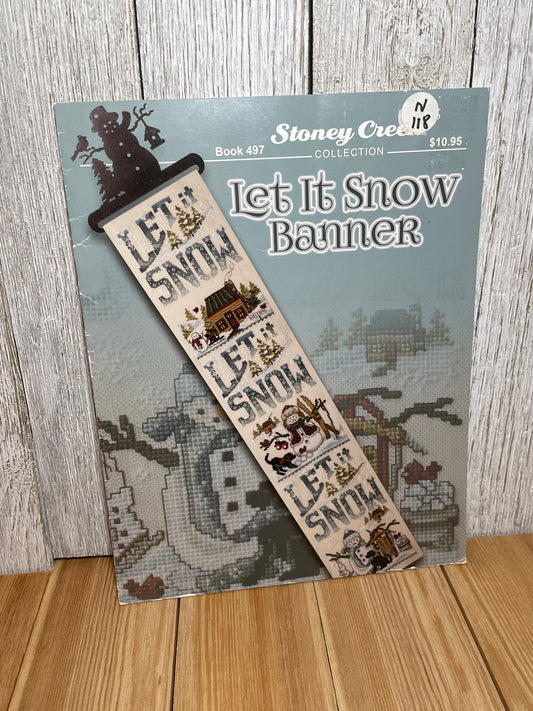 N
118
Stoney Cree
Book 497
COLLECTION
$10.95
Let It Snow
Banner
LET it
SNOW
LET it
SNOW
LET it
SNOW